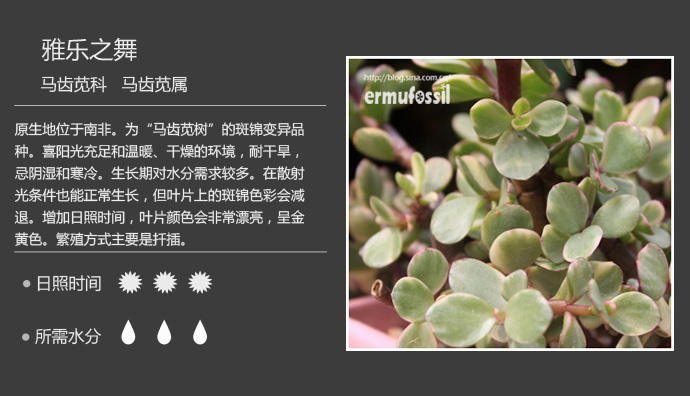 雅乐之舞
马齿苋科 马齿苋属
原生地位于南非。为“马齿苋树”的斑锦变异品
种。喜阳光充足和温暖、干燥的环境，耐干旱，
忌阴湿和寒冷。生长期对水分需求较多。在散射
光条件也能正常生长，但叶片上的斑锦色彩会减
退。增加日照时间，叶片颜色会非常漂亮，呈金
黄色。繁殖方式主要是扦插。
日照时间
所需水分
ermufossil